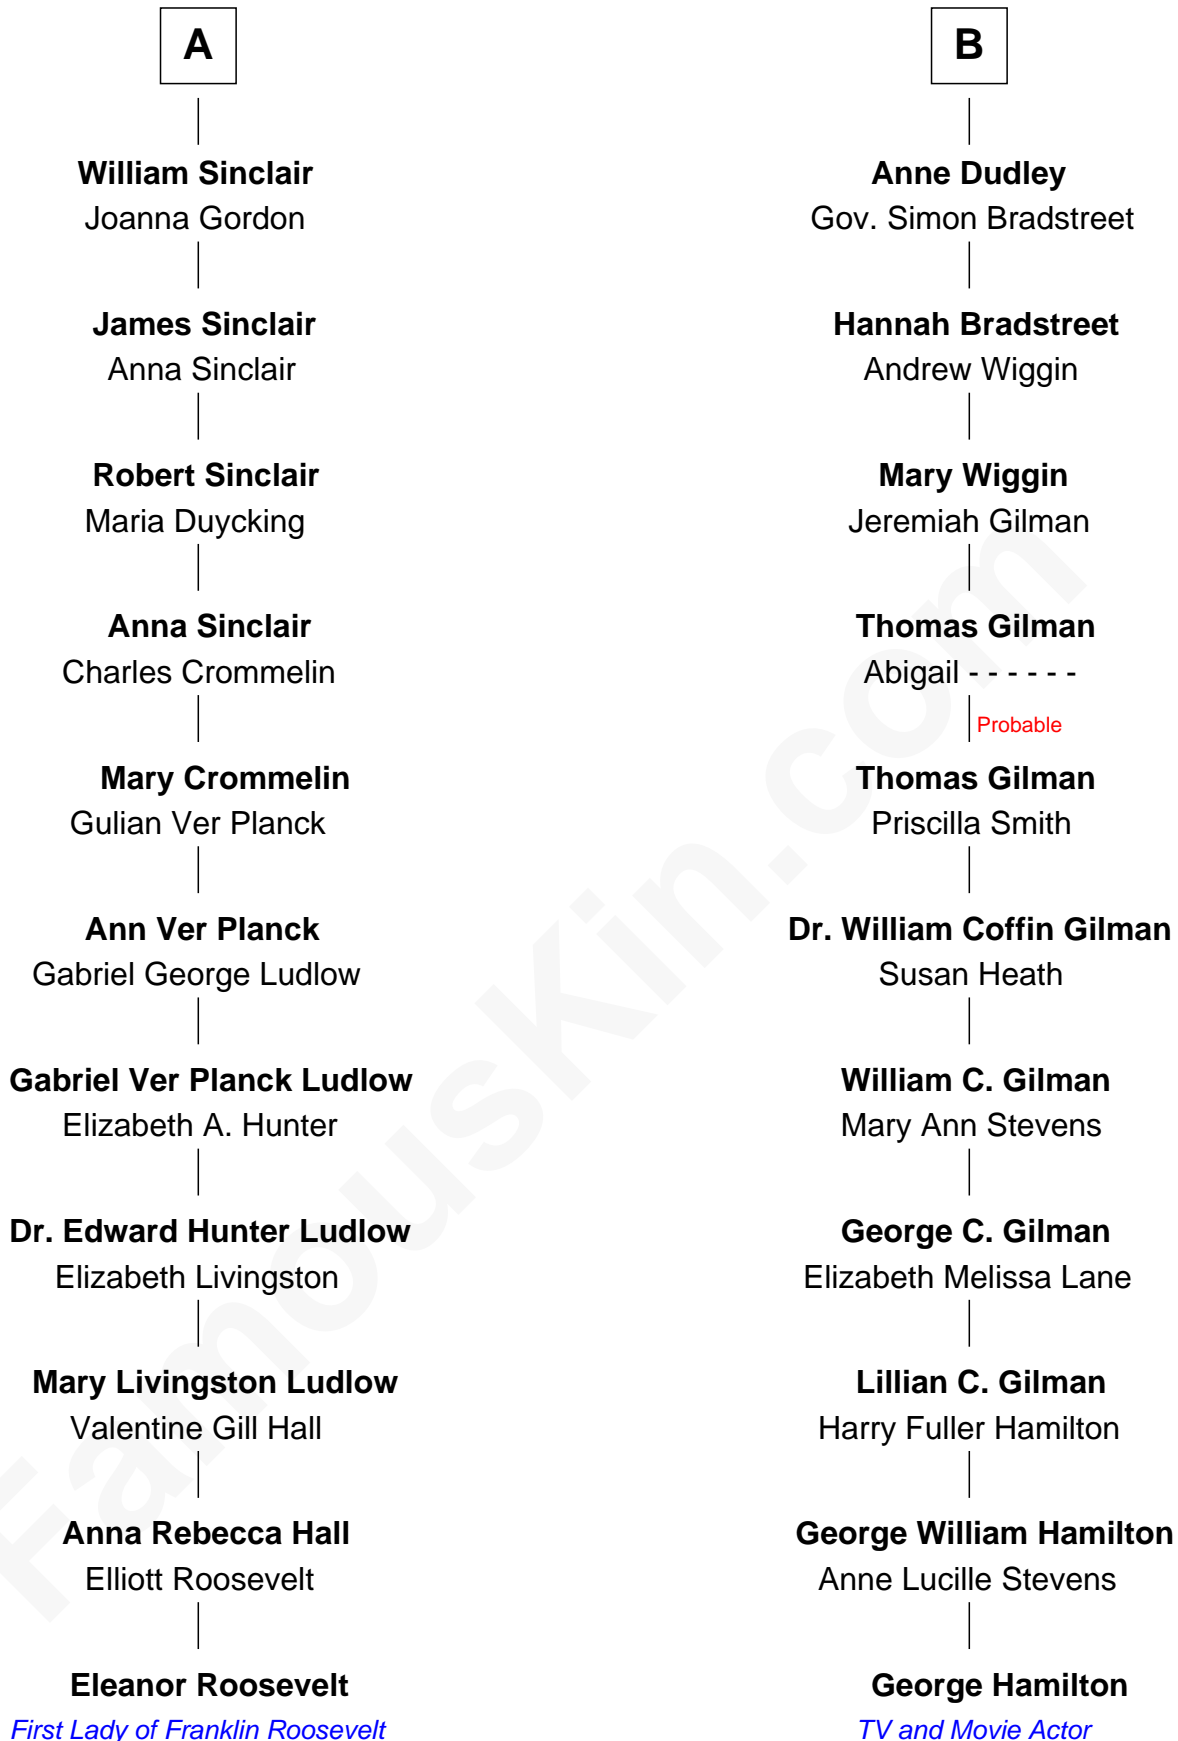 A
William Sinclair
Joanna Gordon
James Sinclair
Anna Sinclair
Robert Sinclair
Maria Duycking
Anna Sinclair
Charles Crommelin
Mary Crommelin
Gulian Ver Planck
Ann Ver Planck
Gabriel George Ludlow
Gabriel Ver Planck Ludlow
Elizabeth A. Hunter
Dr. Edward Hunter Ludlow
Elizabeth Livingston
Mary Livingston Ludlow
Valentine Gill Hall
Anna Rebecca Hall
Elliott Roosevelt
Eleanor Roosevelt
First Lady of Franklin Roosevelt
B
Anne Dudley
Gov. Simon Bradstreet
Hannah Bradstreet
Andrew Wiggin
Mary Wiggin
Jeremiah Gilman
Thomas Gilman
Abigail - - - - - -
Probable
Thomas Gilman
Priscilla Smith
Dr. William Coffin Gilman
Susan Heath
William C. Gilman
Mary Ann Stevens
George C. Gilman
Elizabeth Melissa Lane
Lillian C. Gilman
Harry Fuller Hamilton
George William Hamilton
Anne Lucille Stevens
George Hamilton
TV and Movie Actor
FamousKin.com